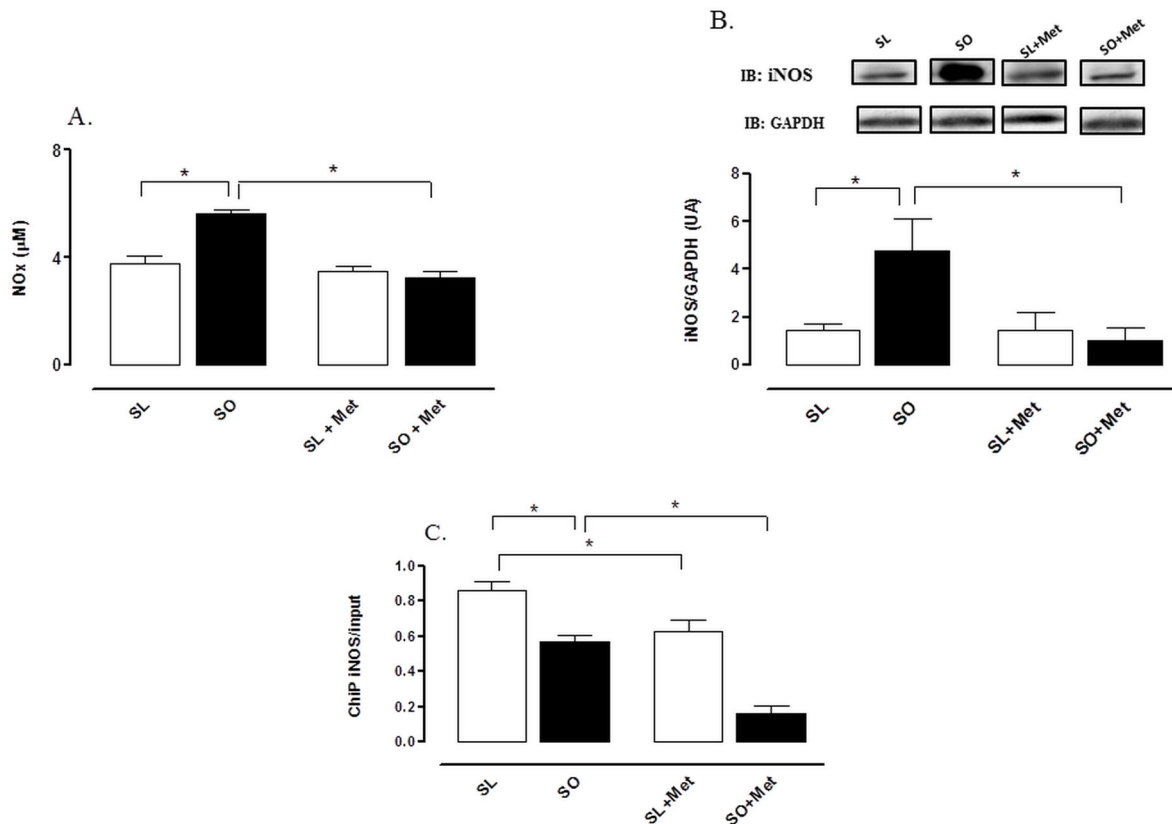 A.
8
4
0
NOx (µM)
*
*
SL
SO
SL + Met
SO + Met
B.
SL
SO
SL+Met
SO+Met
IB: iNOS
IB: GAPDH
8
6
4
2
0
iNOS/GAPDH (UA)
*
*
SL
SO
SL+Met
SO+Met
C.
*
*
*
1.0
0.8
0.6
0.4
0.2
0.0
ChiP iNOS/input
SL
SO
SL+Met
SO+Met